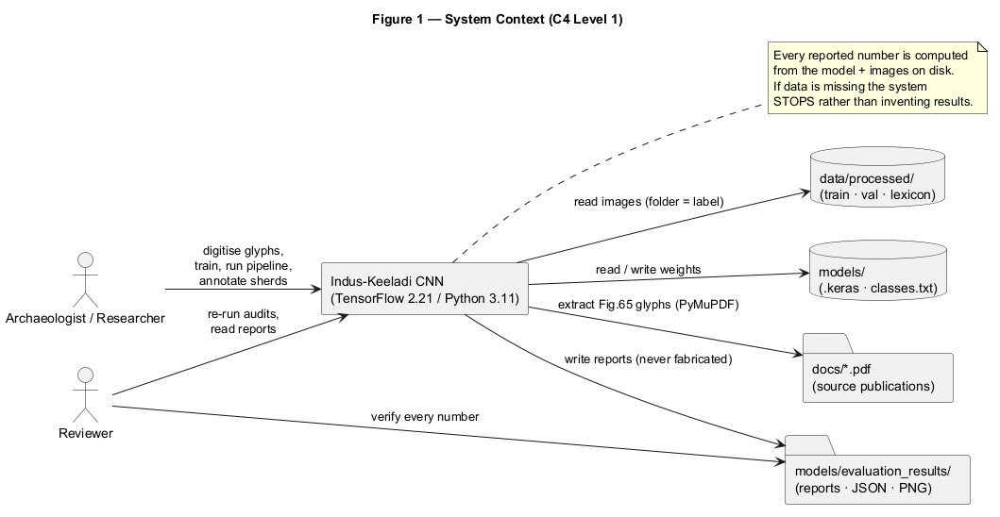 Figure 1 — System Context (C4 Level 1)
Every reported number is computed
from the model + images on disk.
If data is missing the system
STOPS rather than inventing results.
data/processed/
(train · val · lexicon)
read images (folder = label)
digitise glyphs,
train, run pipeline,
annotate sherds
Archaeologist / Researcher
Indus-Keeladi CNN
(TensorFlow 2.21 / Python 3.11)
read / write weights
models/
(.keras · classes.txt)
re-run audits,
read reports
extract Fig.65 glyphs (PyMuPDF)
docs/*.pdf
(source publications)
write reports (never fabricated)
Reviewer
verify every number
models/evaluation_results/
(reports · JSON · PNG)